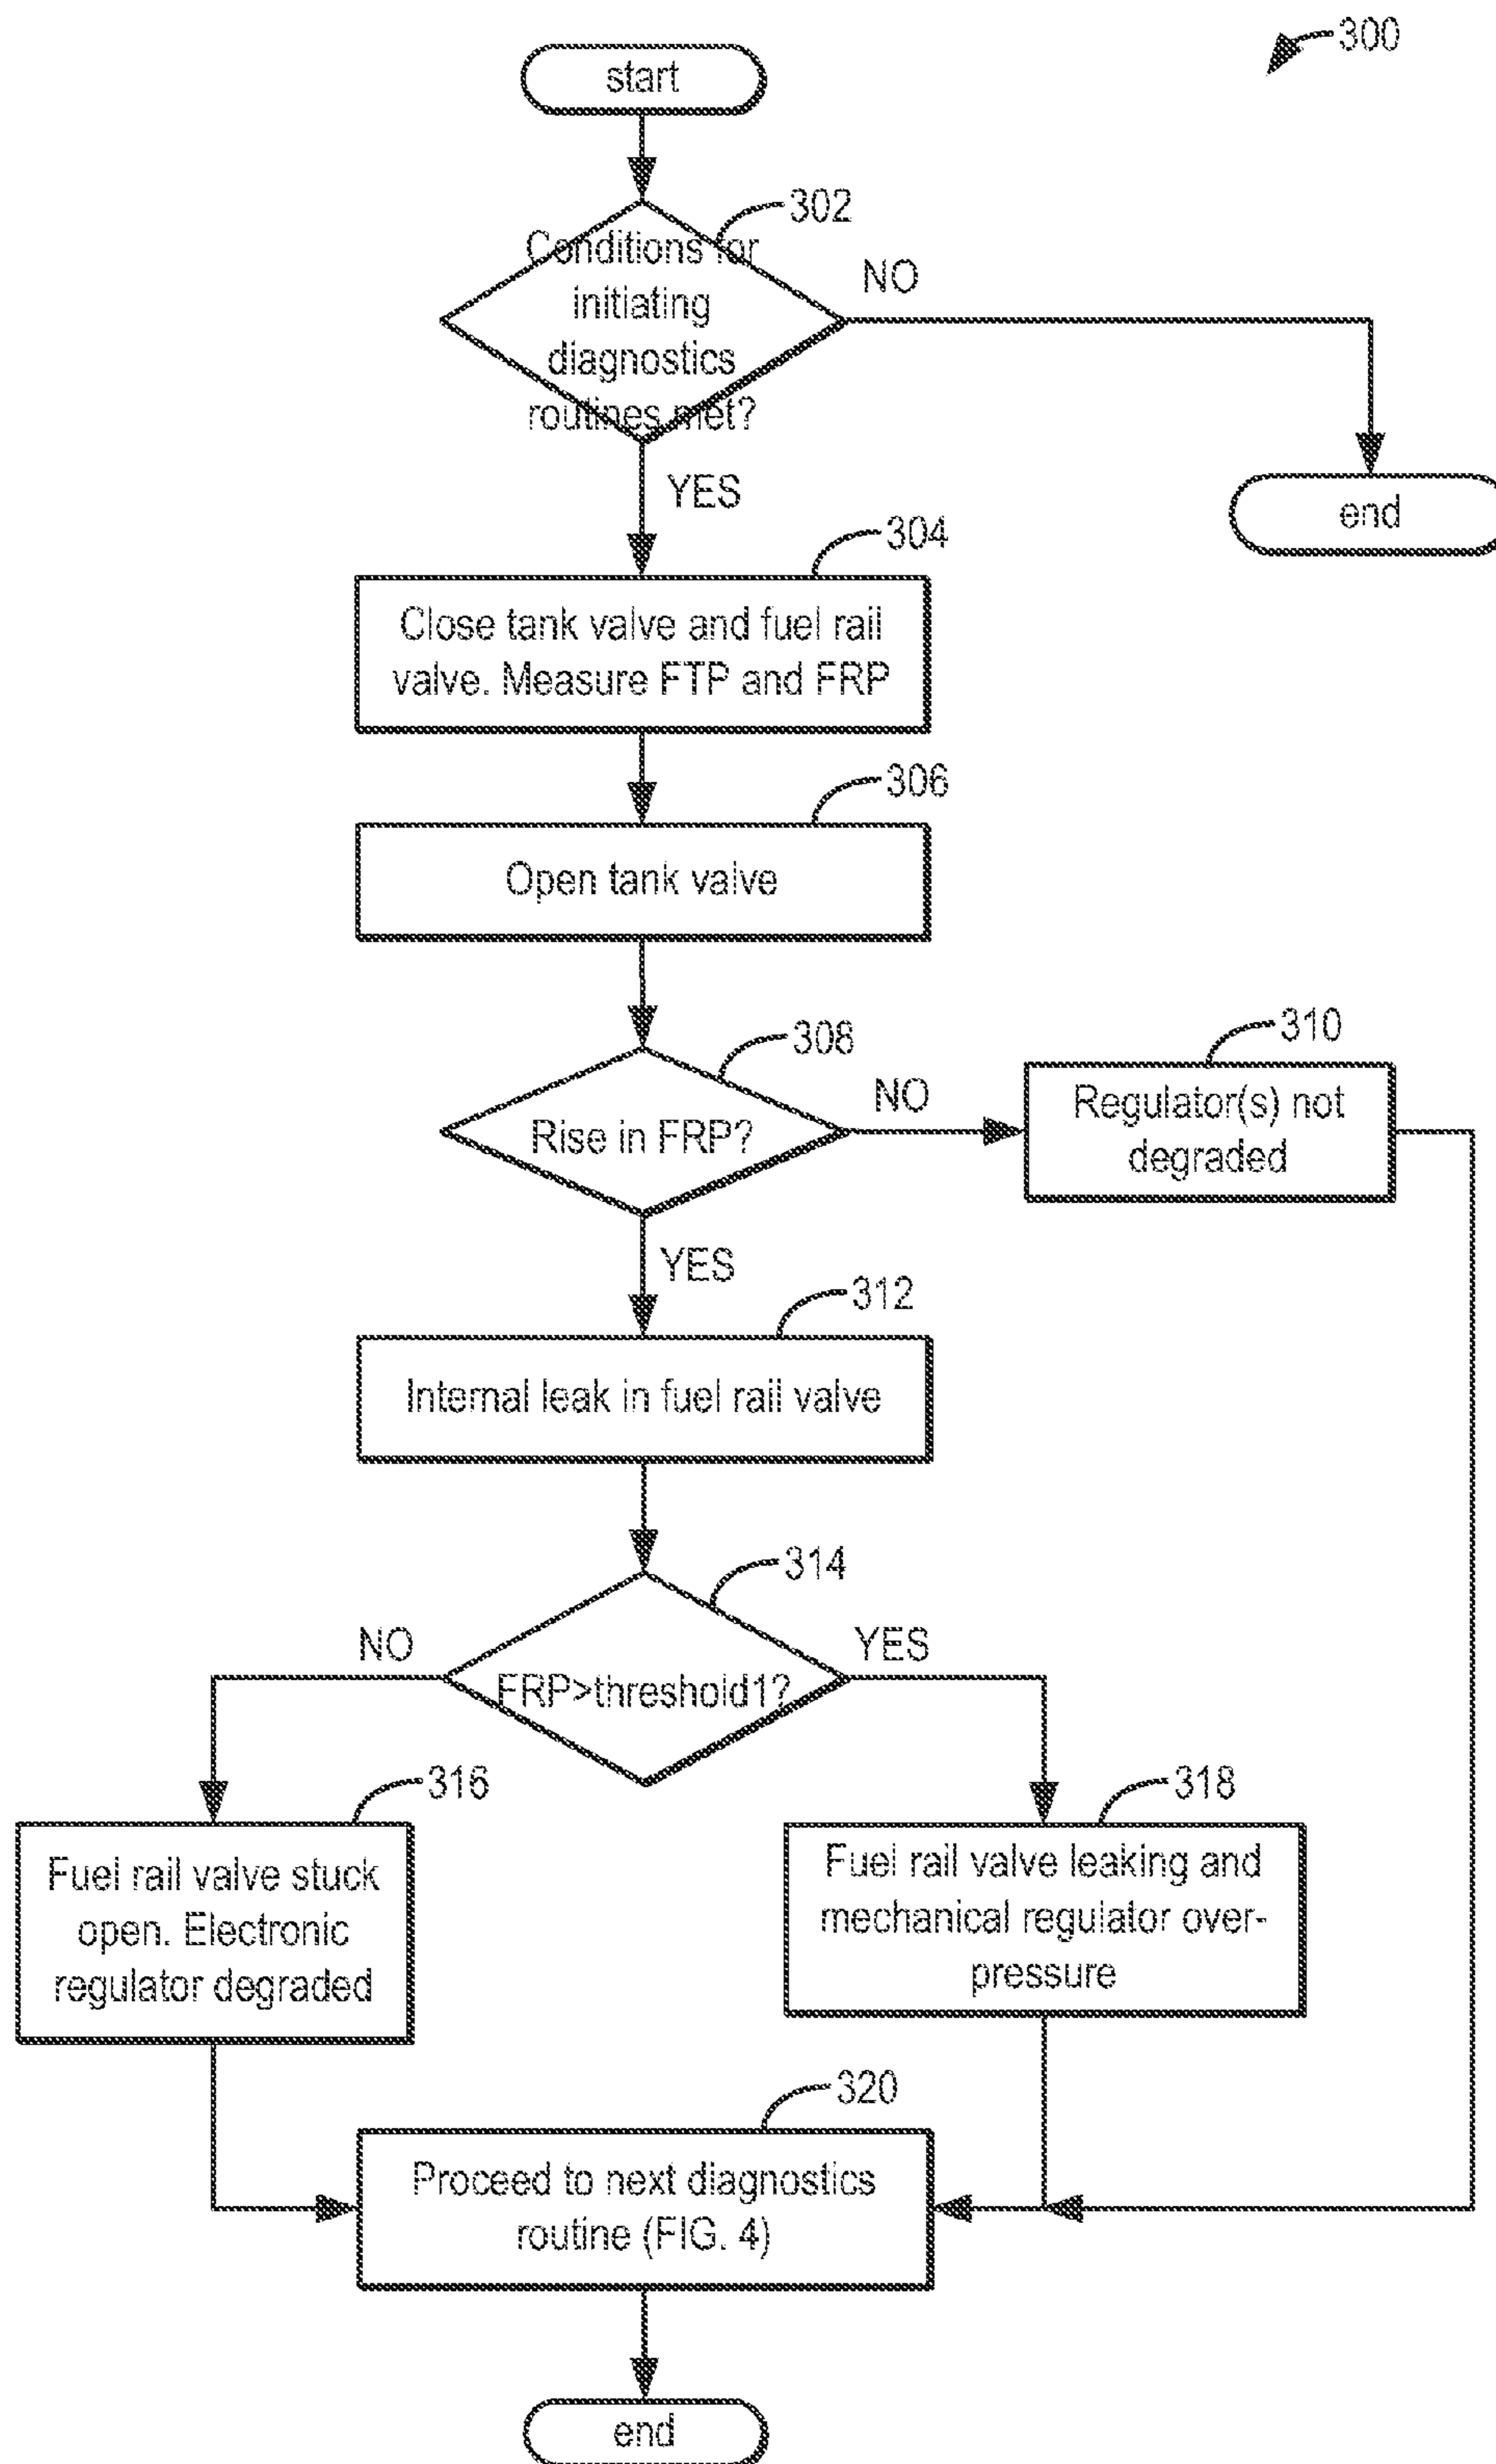 300
start
302
Conditions for
initiating
diagnostics
routines met?
NO
end
YES
304
Close tank valve and fuel rail
valve. Measure FTP and FRP
306
Open tank valve
308
Rise in FRP?
NO
310
Regulator(s) not
degraded
YES
312
Internal leak in fuel rail valve
314
FRP>threshold1?
NO
YES
316
Fuel rail valve stuck
open. Electronic
regulator degraded
318
Fuel rail valve leaking and
mechanical regulator over-
pressure
320
Proceed to next diagnostics
routine (FIG. 4)
end